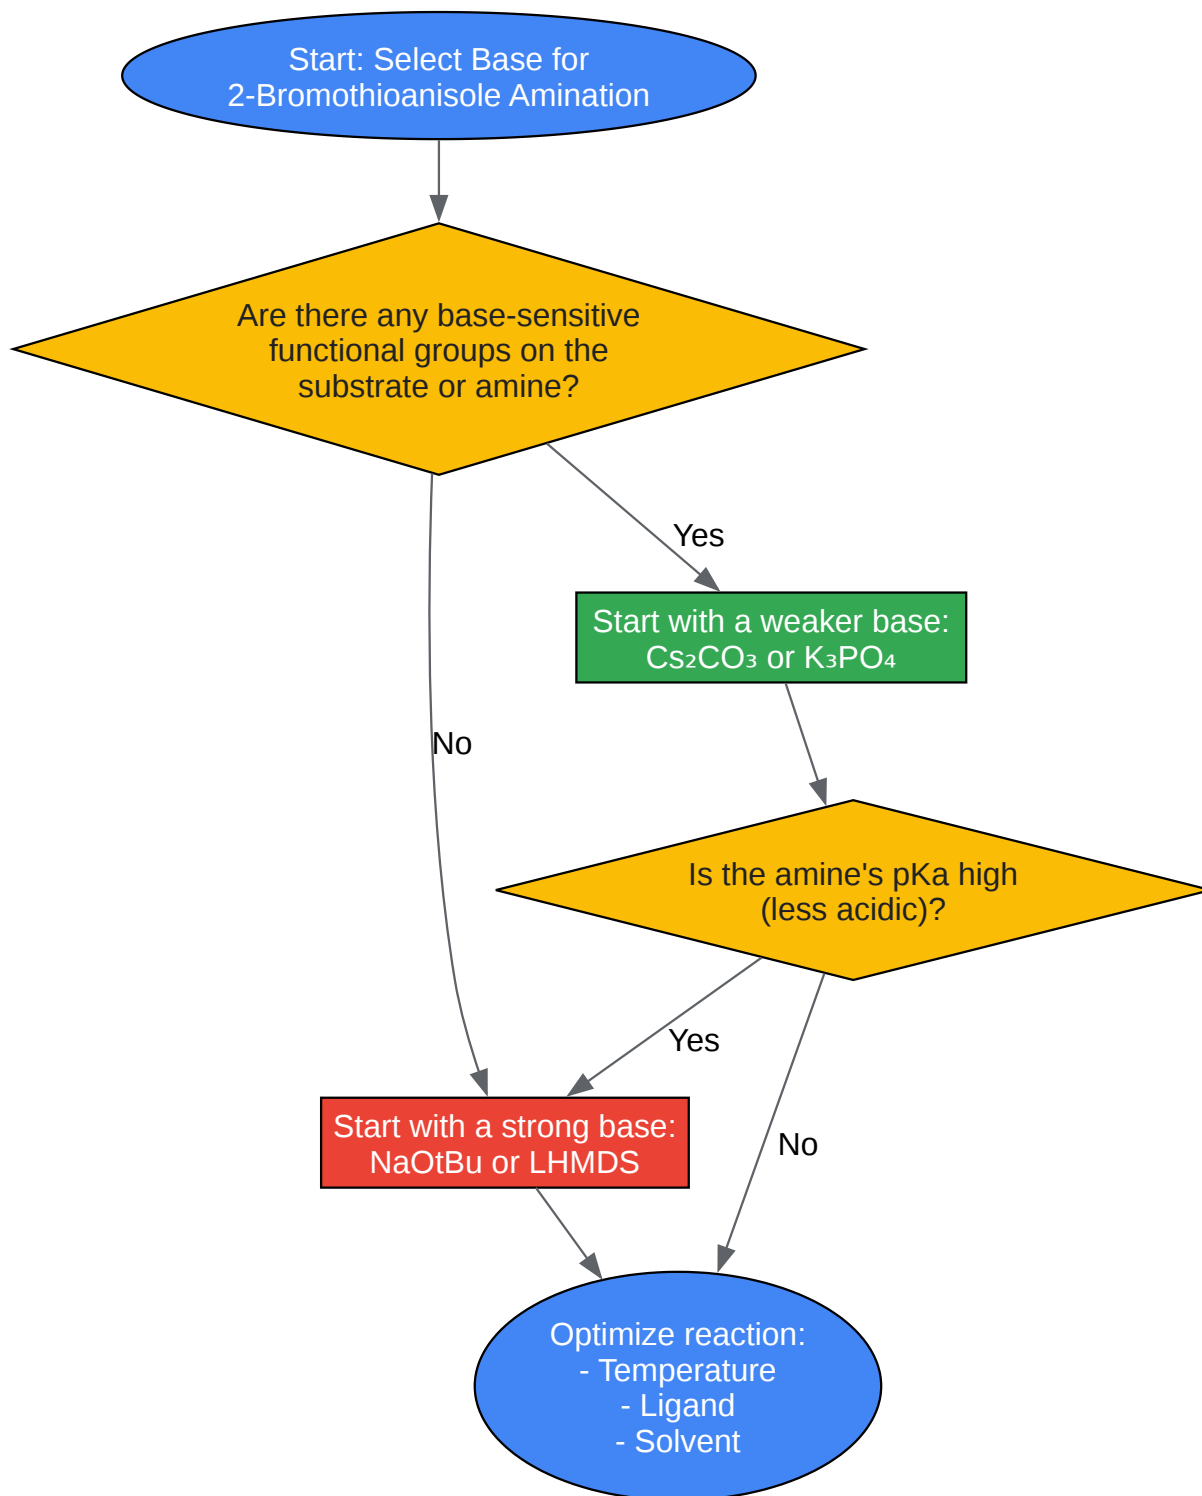 Start: Select Base for
2-Bromothioanisole Amination
Are there any base-sensitive
functional groups on the
substrate or amine?
Yes
Start with a weaker base:
Cs₂CO₃ or K₃PO₄
No
Is the amine's pKa high
(less acidic)?
Yes
Start with a strong base:
NaOtBu or LHMDS
No
Optimize reaction:
- Temperature
- Ligand
- Solvent